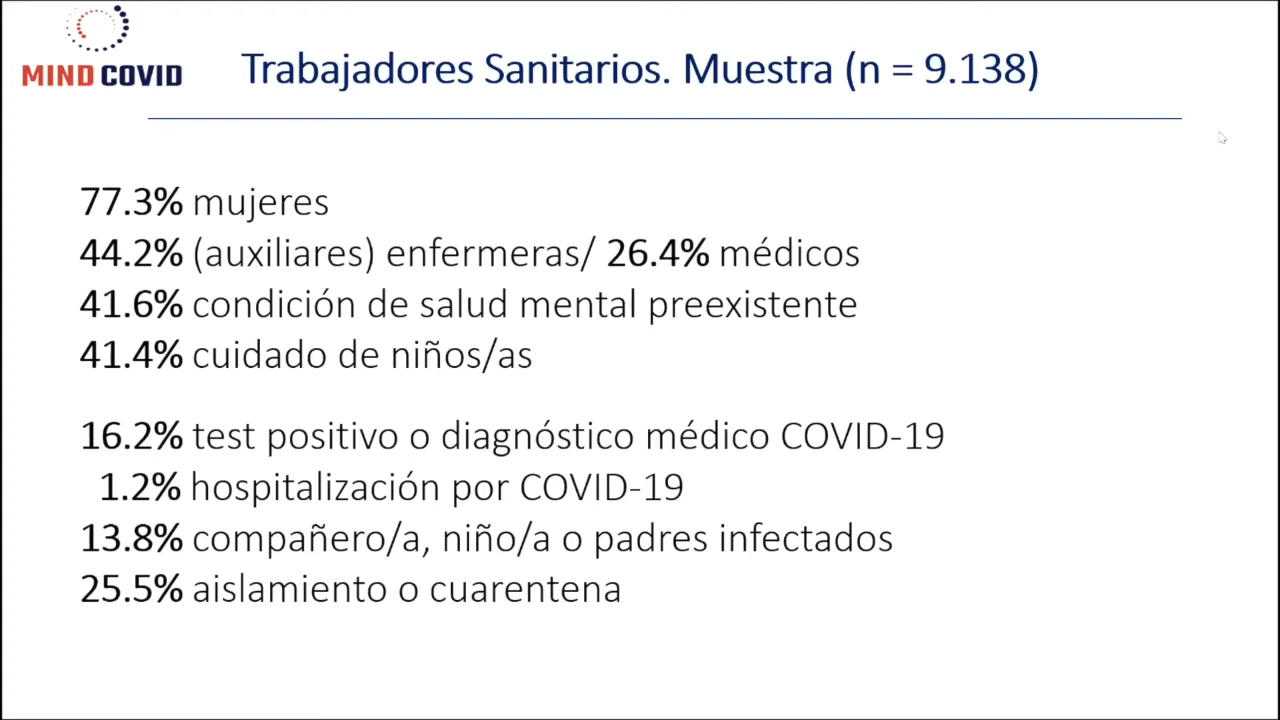 MIND COVID
Trabajadores Sanitarios. Muestra (n = 9.138)
77.3% mujeres
44.2% (auxiliares) enfermeras/ 26.4% médicos
41.6% condición de salud mental preexistente
41.4% cuidado de niños/as
16.2% test positivo o diagnóstico médico COVID-19
1.2% hospitalización por COVID-19
13.8% compañero/a, niño/a o padres infectados
25.5% aislamiento o cuarentena